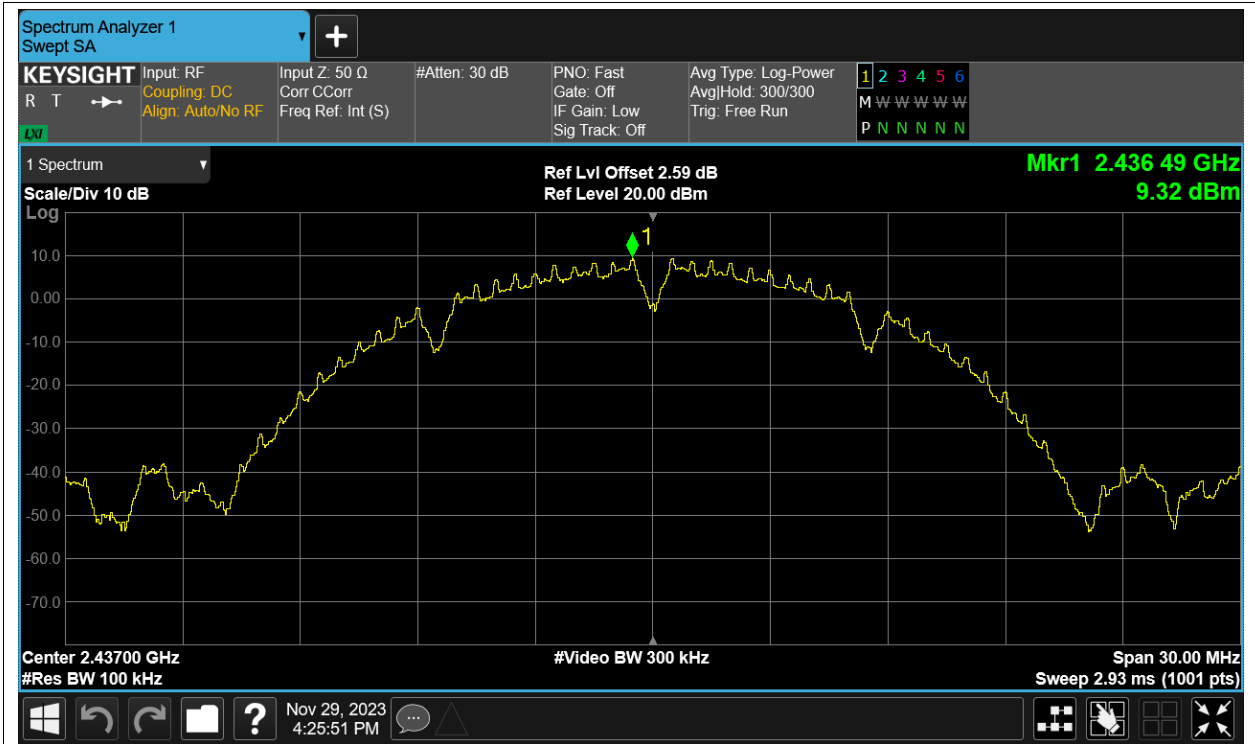 Spectrum Analyzer 1
Swept SA
KEYSIGHT
R T
LXI
Input: RF
Coupling: DC
Align: Auto/No RF
Input Z: 50 Ω
Corr CCorr
Freq Ref: Int (S)
#Atten: 30 dB
PNO: Fast
Gate: Off
IF Gain: Low
Sig Track: Off
Avg Type: Log-Power
Avg|Hold: 300/300
Trig: Free Run
1 2 3 4 5 6
M W W W W W
P N N N N N
1 Spectrum
Scale/Div 10 dB
Log
Ref Lvl Offset 2.59 dB
Ref Level 20.00 dBm
Mkr1 2.436 49 GHz
9.32 dBm
1
10.0
0.00
-10.0
-20.0
-30.0
-40.0
-50.0
-60.0
-70.0
Center 2.43700 GHz
#Res BW 100 kHz
#Video BW 300 kHz
Span 30.00 MHz
Sweep 2.93 ms (1001 pts)
?
Nov 29, 2023
4:25:51 PM